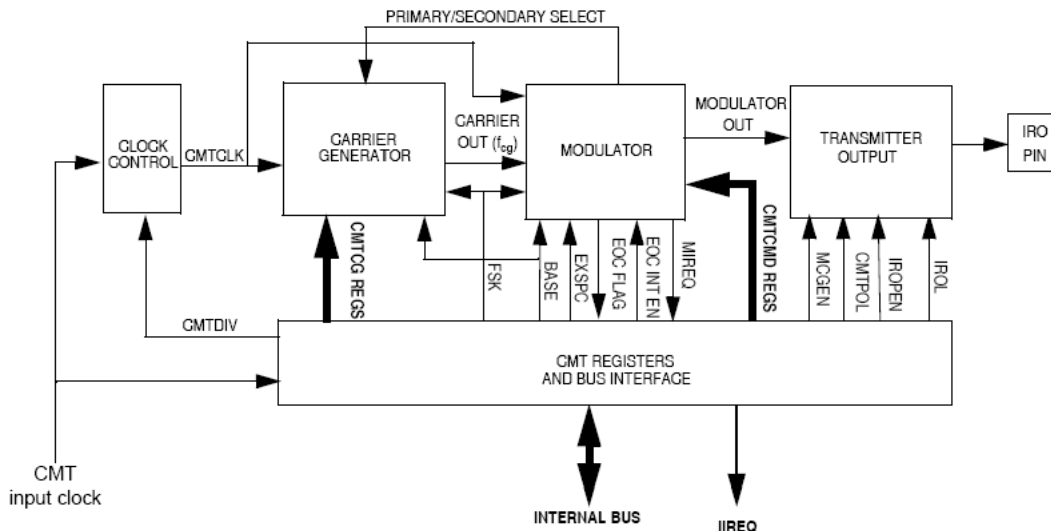 PRIMARY/SECONDARY SELECT
CLOCK
CONTROL
CMTCLK
CARRIER
GENERATOR
CARRIER
OUT (fcg)
MODULATOR
MODULATOR
OUT
TRANSMITTER
OUTPUT
IRO
PIN
CMTCG REGS
FSK
BASE
EXSPC
EOC FLAG
EOC INT EN
MIREQ
CMTCMD REGS
MCGEN
CMTPOL
IROPEN
IROL
CMTDIV
CMT REGISTERS
AND BUS INTERFACE
CMT
input clock
INTERNAL BUS
IIREQ